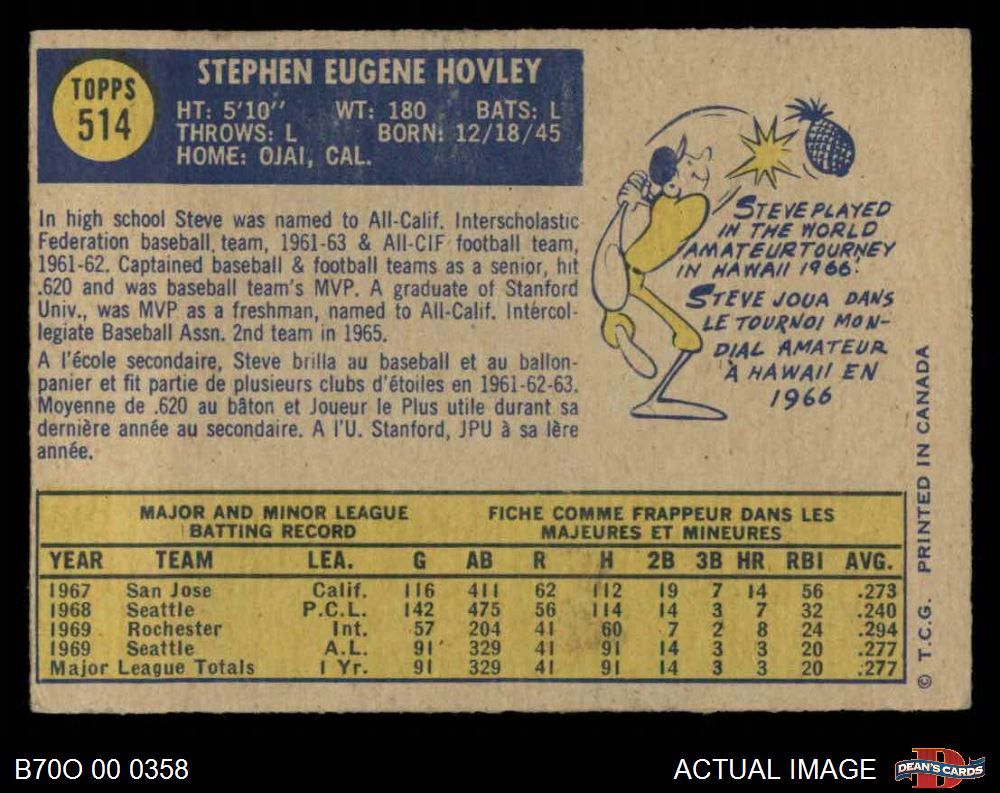 TOPPS
514
STEPHEN EUGENE HOVLEY
HT: 5'10" WT: 180 BATS: L
THROWS: L BORN: 12/18/45
HOME: OJAI, CAL.
In high school Steve was named to All-Calif. Interscholastic
Federation baseball team, 1961-63 & All-CIF football team,
1961-62. Captained baseball & football teams as a senior, hit
.620 and was baseball team's MVP. A graduate of Stanford
Univ., was MVP as a freshman, named to All-Calif. Intercol-
legiate Baseball Assn. 2nd team in 1965.
A l'école secondaire, Steve brilla au baseball et au ballon-
panier et fit partie de plusieurs clubs d'étoiles en 1961-62-63.
Moyenne de .620 au bâton et Joueur le Plus utile durant sa
dernière année au secondaire. A l'U. Stanford, JPU à sa lère
année.
STEVE PLAYED
IN THE WORLD
AMATEUR TOURNEY
IN HAWAII 1966.
STEVE JOUA DANS
LE TOURNOI MON-
DIAL AMATEUR
À HAWAII EN
1966
MAJOR AND MINOR LEAGUE
BATTING RECORD
FICHE COMME FRAPPEUR DANS LES
MAJEURES ET MINEURES
YEAR TEAM LEA. G AB R H 2B 3B HR RBI AVG.
1967 San Jose Calif. 116 411 62 112 19 7 14 56 .273
1968 Seattle P.C.L. 142 475 56 114 14 3 7 32 .240
1969 Rochester Int. 57 204 41 60 7 2 8 24 .294
1969 Seattle A.L. 91 329 41 91 14 3 3 20 .277
Major League Totals 1 Yr. 91 329 41 91 14 3 3 20 .277
© T.C.G. PRINTED IN CANADA
B70O 00 0358
ACTUAL IMAGE
DEAN'S CARDS